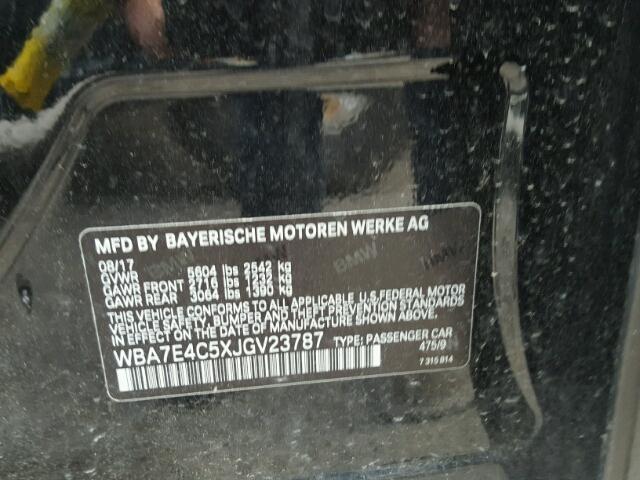 MFD BY BAYERISCHE MOTOREN WERKE AG
08/17
GVWR 5604 lbs 2542 kg
GAWR FRONT 2716 lbs 1232 kg
GAWR REAR 3064 lbs 1390 kg
THIS VEHICLE CONFORMS TO ALL APPLICABLE U.S.FEDERAL MOTOR
VEHICLE SAFETY, BUMPER, AND THEFT PREVENTION STANDARDS
IN EFFECT ON THE DATE OF MANUFACTURE SHOWN ABOVE.
WBA7E4C5XJGV23787 TYPE: PASSENGER CAR
475/9
7 315 814